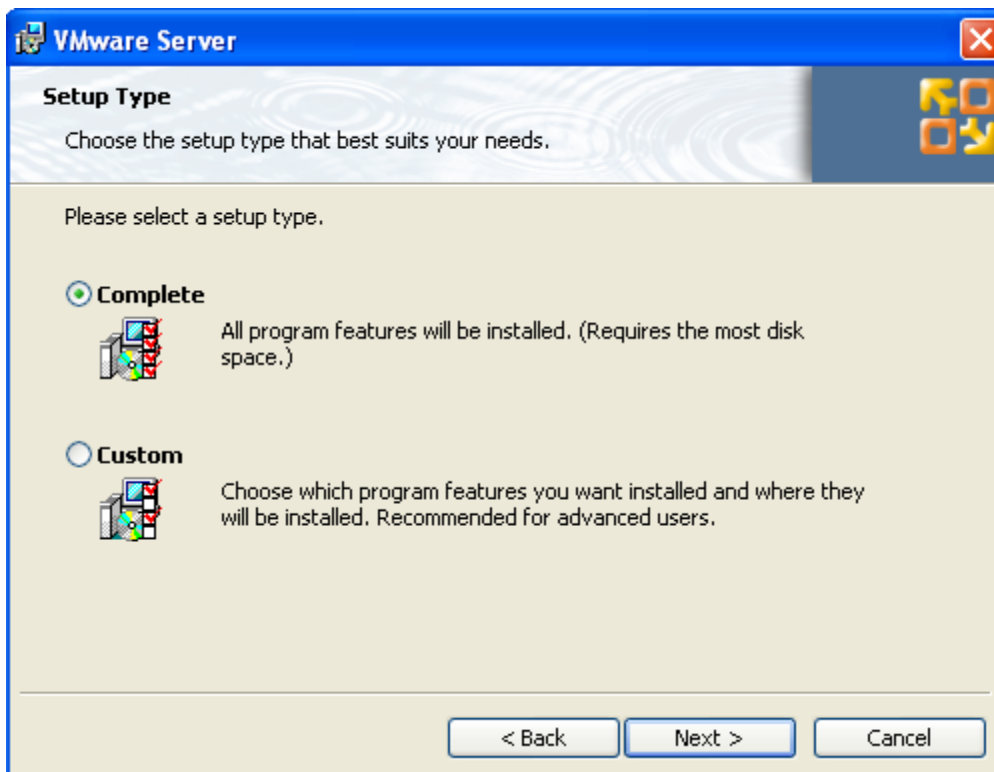 VMware Server
Setup Type
Choose the setup type that best suits your needs.
Please select a setup type.
Complete
All program features will be installed. (Requires the most disk
space.)
Custom
Choose which program features you want installed and where they
will be installed. Recommended for advanced users.
< Back
Next >
Cancel